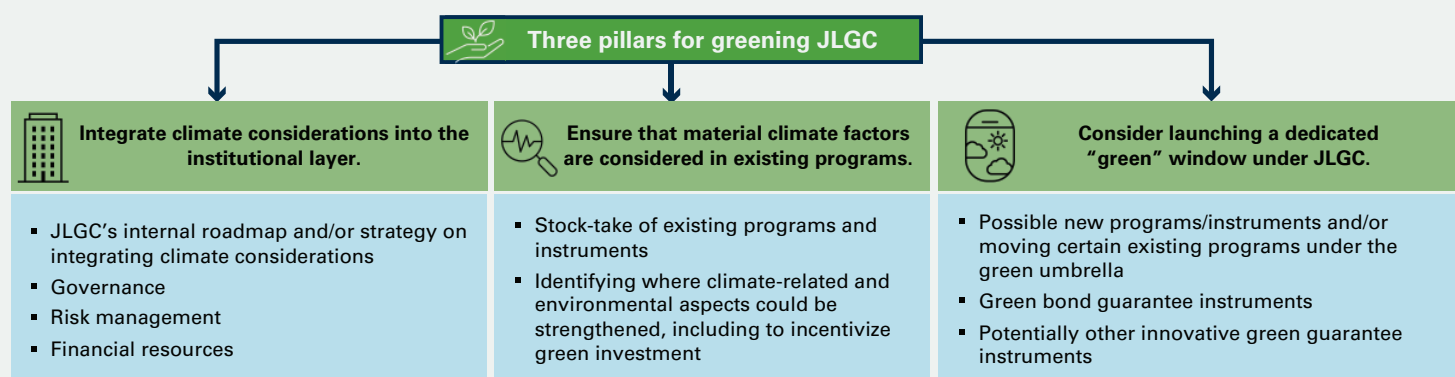 Three pillars for greening JLGC
Integrate climate considerations into the
institutional layer.
▪ JLGC’s internal roadmap and/or strategy on
integrating climate considerations
▪ Governance
▪ Risk management
▪ Financial resources
Ensure that material climate factors
are considered in existing programs.
▪ Stock-take of existing programs and
instruments
▪ Identifying where climate-related and
environmental aspects could be
strengthened, including to incentivize
green investment
Consider launching a dedicated
“green” window under JLGC.
▪ Possible new programs/instruments and/or
moving certain existing programs under the
green umbrella
▪ Green bond guarantee instruments
▪ Potentially other innovative green guarantee
instruments